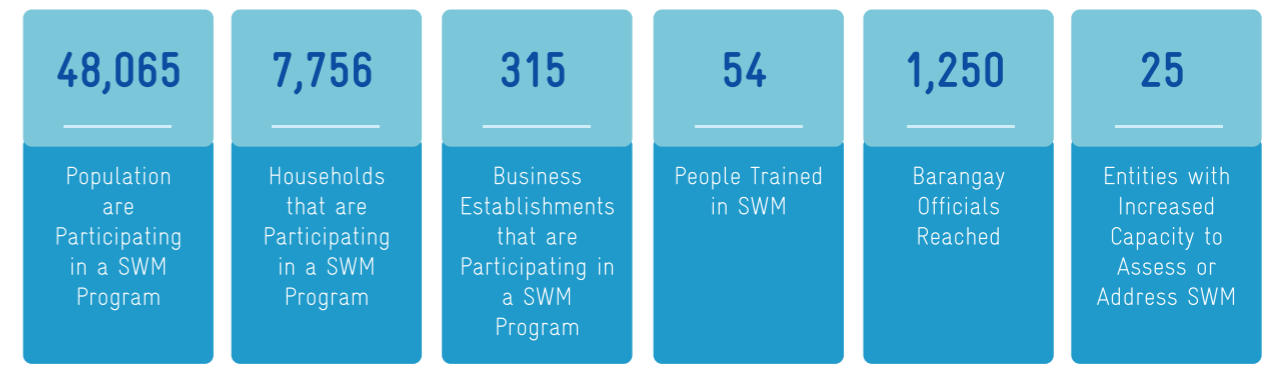 48,065
Population
are
Participating
in a SWM
Program
7,756
Households
that are
Participating
in a SWM
Program
315
Business
Establishments
that are
Participating in
a SWM
Program
54
People Trained
in SWM
1,250
Barangay
Officials
Reached
25
Entities with
Increased
Capacity to
Assess or
Address SWM